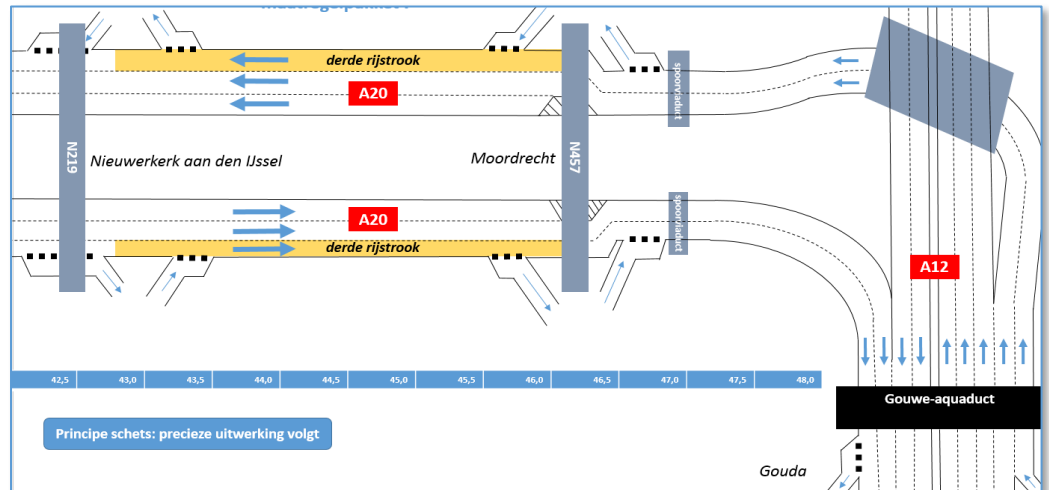 derde rijstrook
A20
N219
Nieuwerkerk aan den IJssel
Moordrecht
N457
spoorviaduct
A20
derde rijstrook
spoorviaduct
A12
42,5 43,0 43,5 44,0 44,5 45,0 45,5 46,0 46,5 47,0 47,5 48,0
Gouwe-aquaduct
Principe schets: precieze uitwerking volgt
Gouda